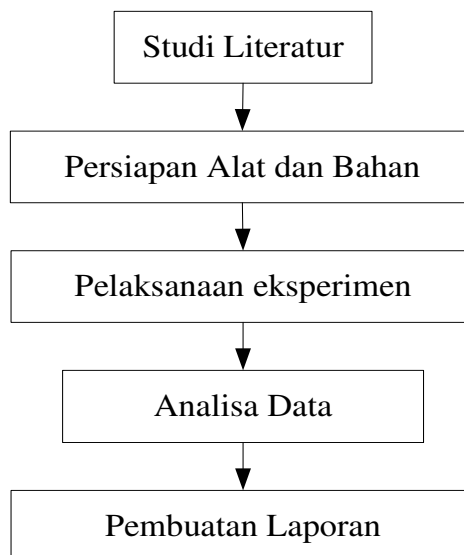 Studi Literatur
Persiapan Alat dan Bahan
Pelaksanaan eksperimen
Analisa Data
Pembuatan Laporan